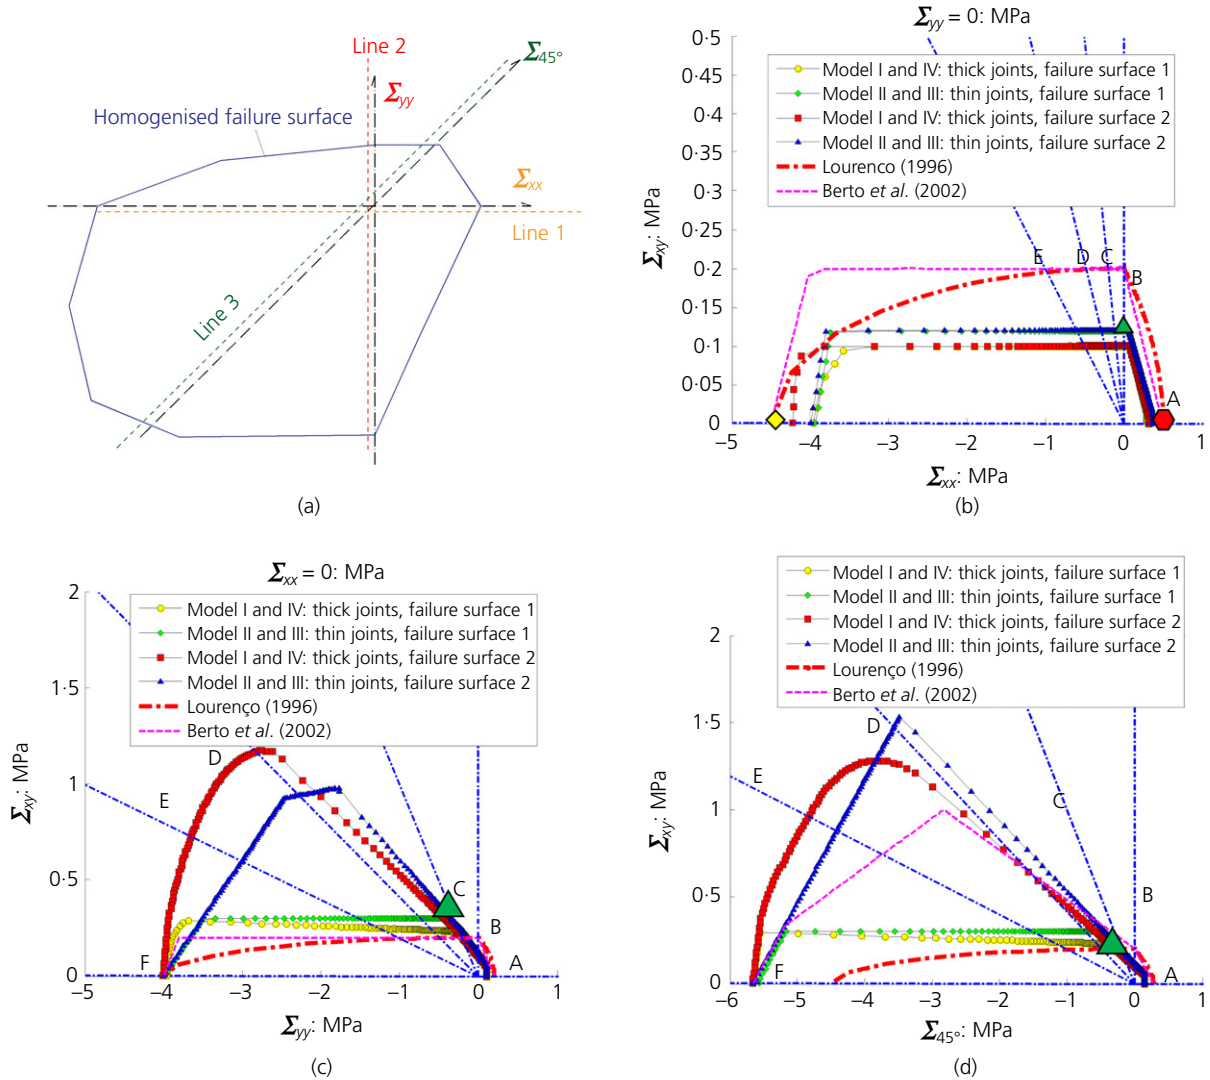 Line 2
Σ45°
Σyy
Homogenised failure surface
Σxx
Line 1
Line 3
(a)
Σyy = 0: MPa
0·5
0·45
0·4
0·35
0·3
0·25
0·2
0·15
0·1
0·05
0
Σxy: MPa
Model I and IV: thick joints, failure surface 1
Model II and III: thin joints, failure surface 1
Model I and IV: thick joints, failure surface 2
Model II and III: thin joints, failure surface 2
Lourenco (1996)
Berto et al. (2002)
E D C
B
A
−5 −4 −3 −2 −1 0 1
Σxx: MPa
(b)
Σxx = 0: MPa
2
1·5
1
0·5
0
Σxy: MPa
Model I and IV: thick joints, failure surface 1
Model II and III: thin joints, failure surface 1
Model I and IV: thick joints, failure surface 2
Model II and III: thin joints, failure surface 2
Lourenço (1996)
Berto et al. (2002)
D
E
C
B
F
A
−5 −4 −3 −2 −1 0 1
Σyy: MPa
(c)
2
1·5
1
0·5
0
Σxy: MPa
Model I and IV: thick joints, failure surface 1
Model II and III: thin joints, failure surface 1
Model I and IV: thick joints, failure surface 2
Model II and III: thin joints, failure surface 2
Lourenço (1996)
Berto et al. (2002)
D
E
C
B
F
A
−6 −5 −4 −3 −2 −1 0 1
Σ45°: MPa
(d)